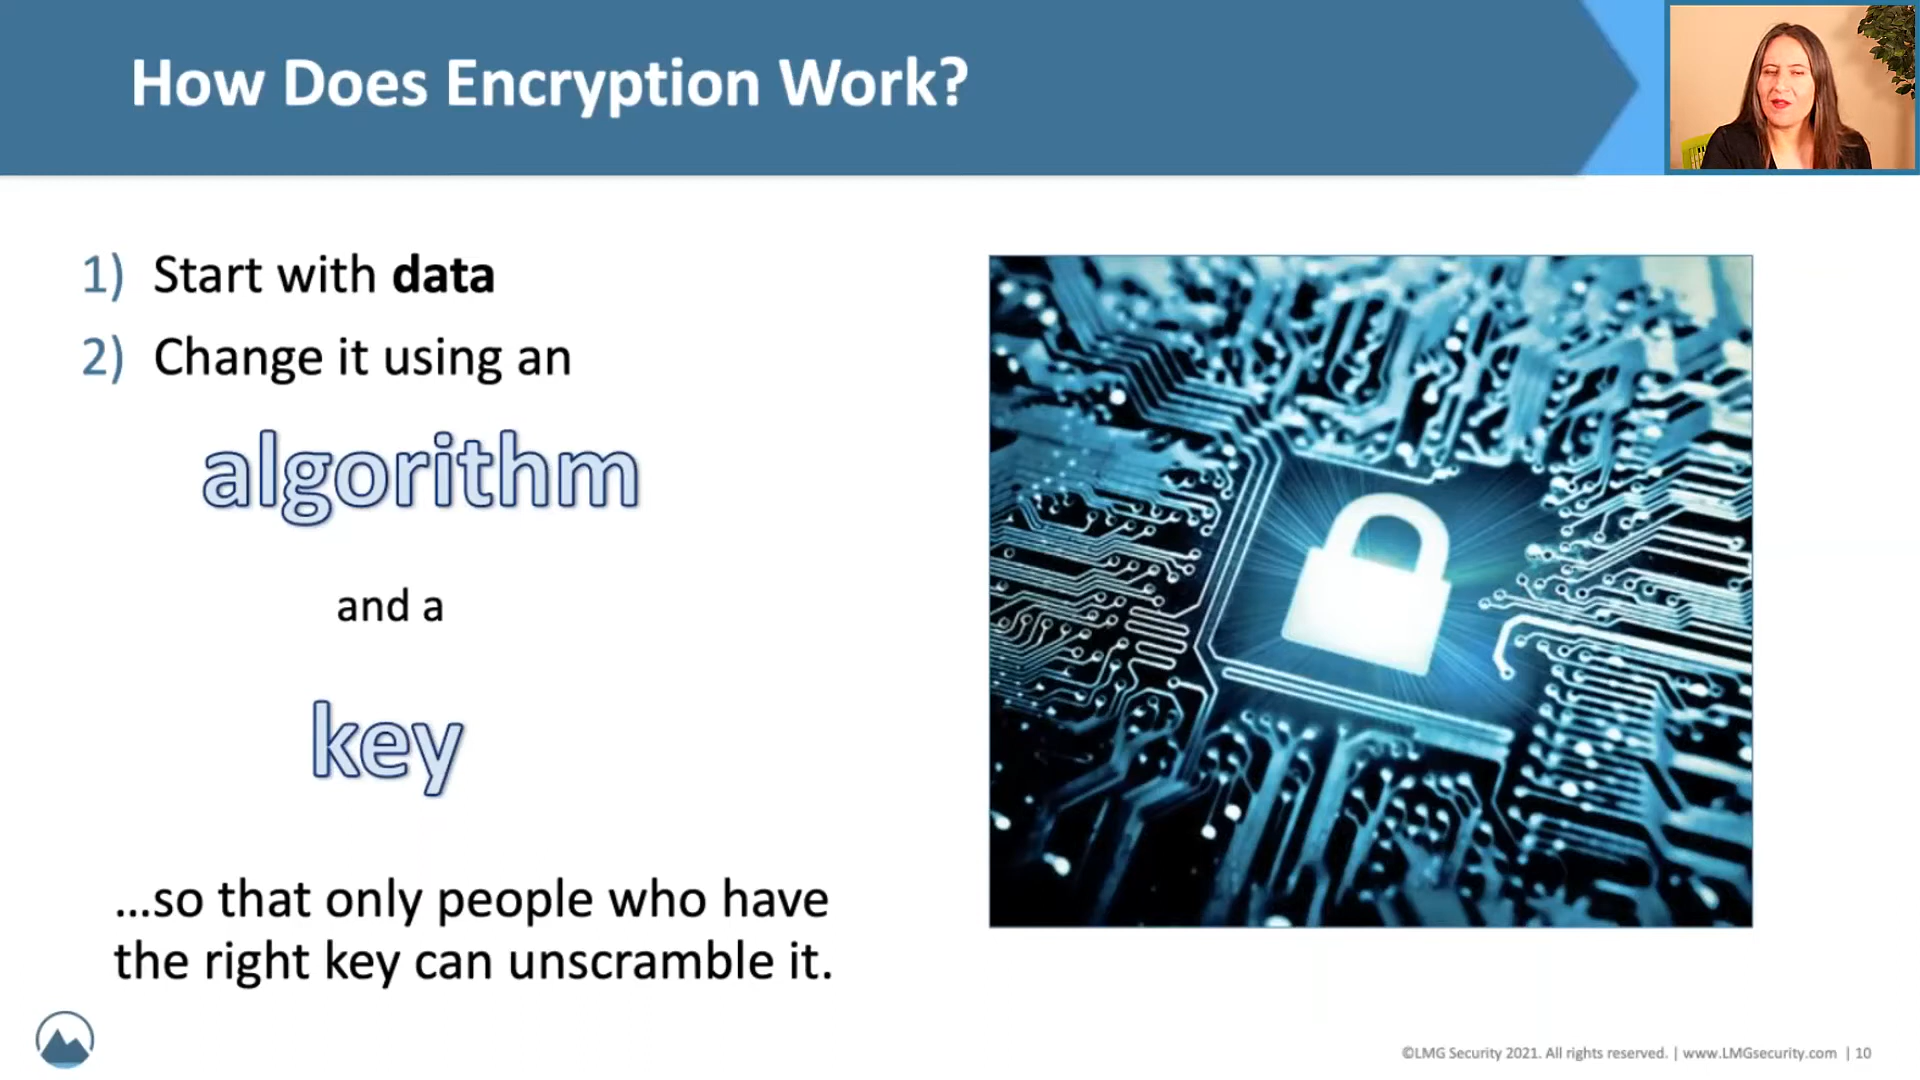 How Does Encryption Work?
1) Start with data
2) Change it using an
algorithm
and a
key
...so that only people who have
the right key can unscramble it.
©LMG Security 2021. All rights reserved. | www.LMGsecurity.com | 10